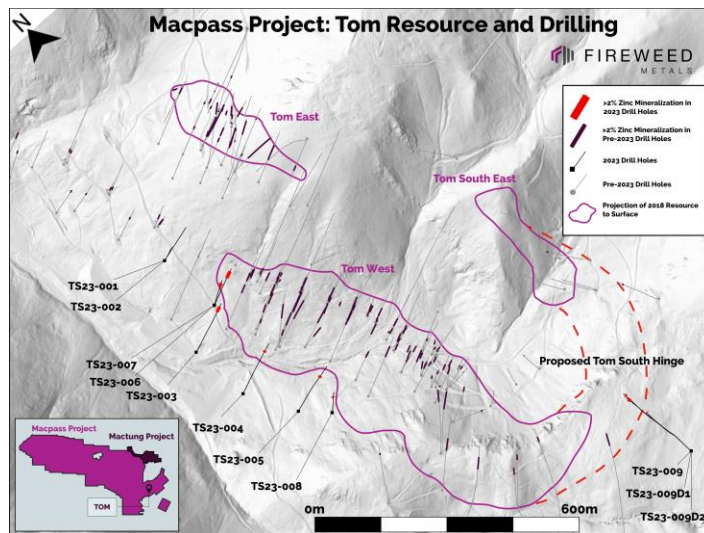 N
Macpass Project: Tom Resource and Drilling
FIREWEED
METALS
>2% Zinc Mineralization in
2023 Drill Holes
>2% Zinc Mineralization in
Pre-2023 Drill Holes
2023 Drill Holes
Pre-2023 Drill Holes
Projection of 2018 Resource
to Surface
Tom East
Tom South East
Tom West
TS23-001
TS23-002
TS23-007
TS23-006
TS23-003
Proposed Tom South Hinge
TS23-004
TS23-005
TS23-008
TS23-009
TS23-009D1
TS23-009D2
Macpass Project
Mactung Project
TOM
0m
600m